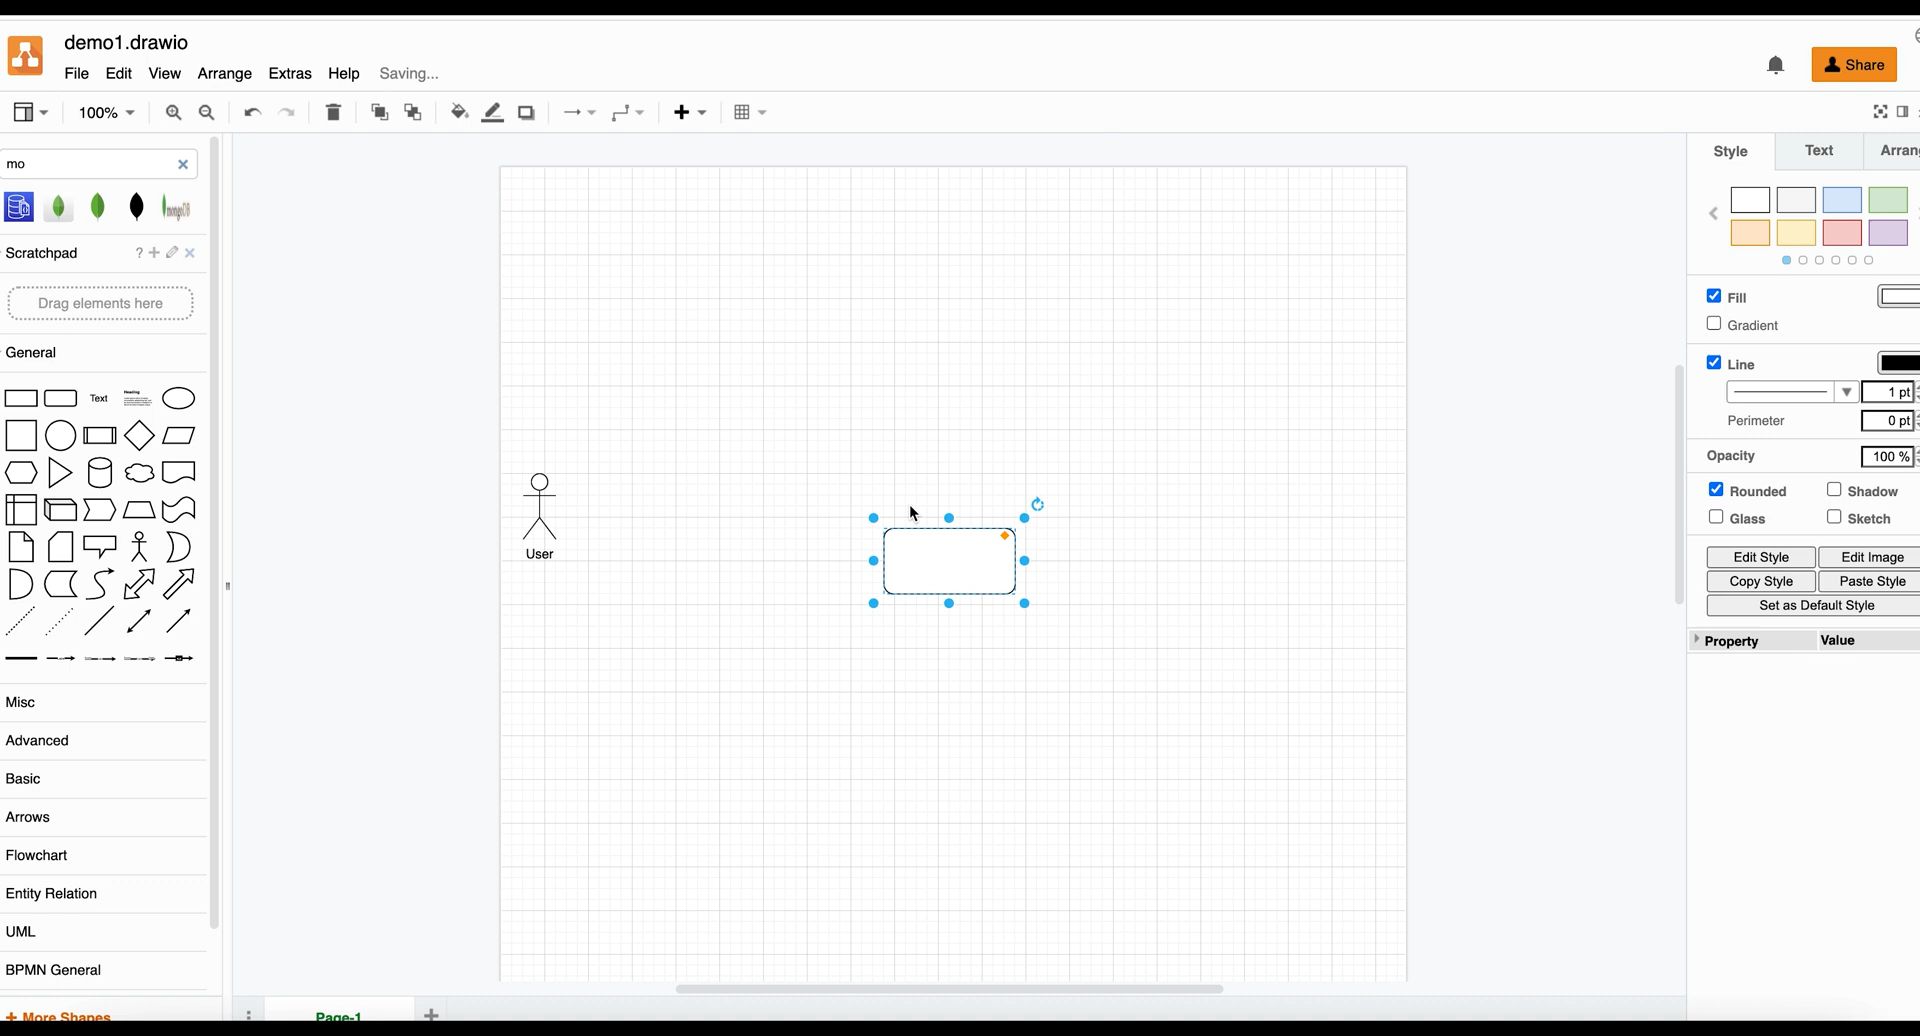 demo1.drawio
File Edit View Arrange Extras Help Saving...
Share
100%
mo
mongoDB
Scratchpad ?
Drag elements here
General
Text
Heading
User
Misc
Advanced
Basic
Arrows
Flowchart
Entity Relation
UML
BPMN General
+ More Shapes
Page-1
Style Text Arran
Fill
Gradient
Line
1 pt
Perimeter 0 pt
Opacity 100 %
Rounded Shadow
Glass Sketch
Edit Style Edit Image
Copy Style Paste Style
Set as Default Style
Property Value